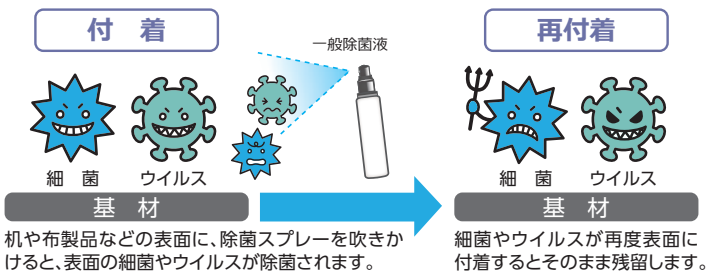 付 着
一般除菌液
再付着
細 菌
ウイルス
細 菌
ウイルス
基 材
基 材
机や布製品などの表面に、除菌スプレーを吹きか
けると、表面の細菌やウイルスが除菌されます。
細菌やウイルスが再度表面に
付着するとそのまま残留します。